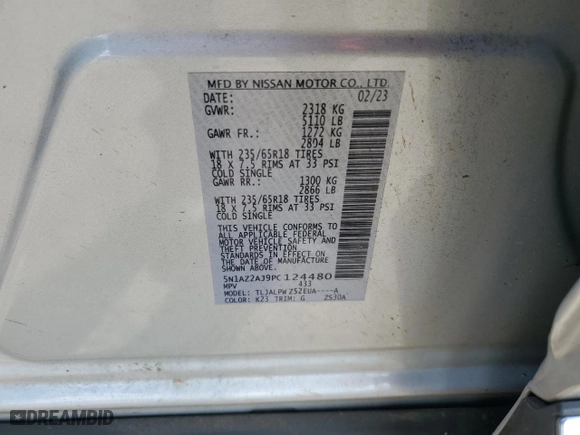 MFD BY NISSAN MOTOR CO., LTD.
DATE: 02/23
GVWR: 2318 KG
5110 LB
GAWR FR.: 1272 KG
2894 LB
WITH 235/65R18 TIRES
18 X 7.5 RIMS AT 33 PSI
COLD SINGLE
GAWR RR.: 1300 KG
2866 LB
WITH 235/65R18 TIRES
18 X 7.5 RIMS AT 33 PSI
COLD SINGLE
THIS VEHICLE CONFORMS TO
ALL APPLICABLE FEDERAL
MOTOR VEHICLE SAFETY AND
THEFT PREVENTION
STANDARDS IN EFFECT ON
THE DATE OF MANUFACTURE
SHOWN ABOVE.
5N1AZ2AJ9PC124480
MPV 433
MODEL: TLJALPW Z52EUA----A
COLOR: KZ3 TRIM: G Z5J0A
DREAMBID